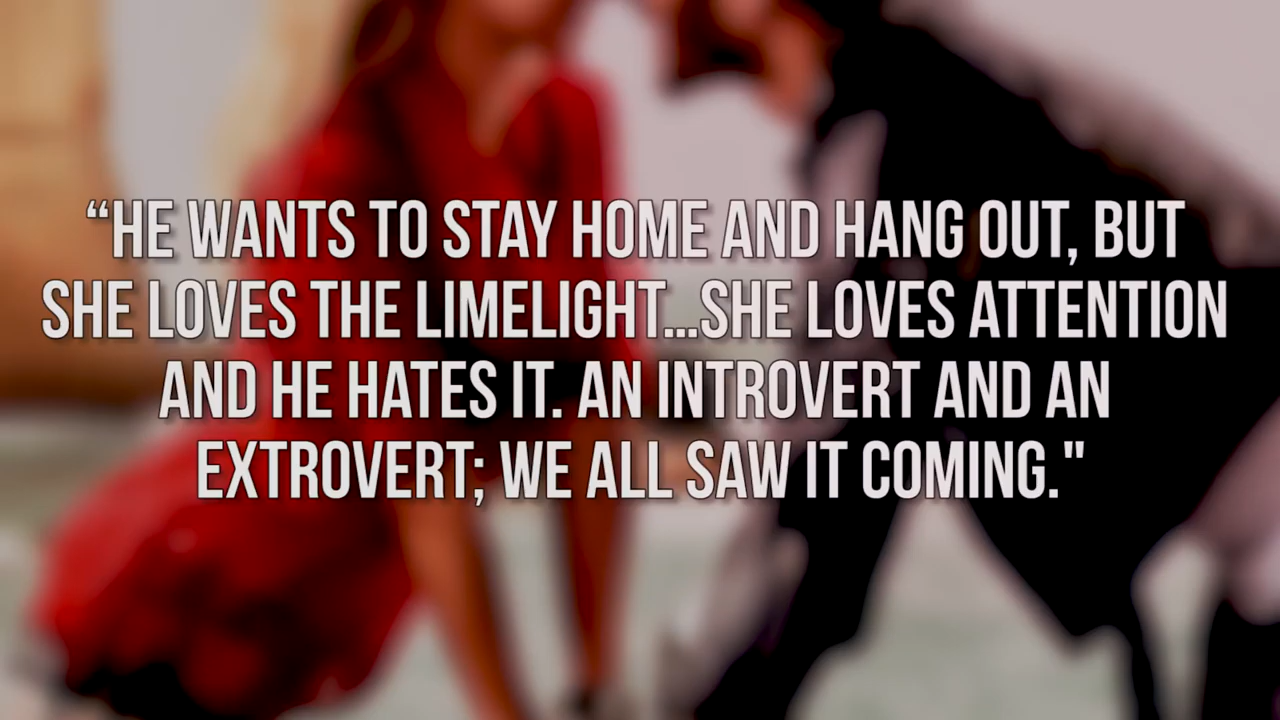 “HE WANTS TO STAY HOME AND HANG OUT, BUT
SHE LOVES THE LIMELIGHT...SHE LOVES ATTENTION
AND HE HATES IT. AN INTROVERT AND AN
EXTROVERT; WE ALL SAW IT COMING."